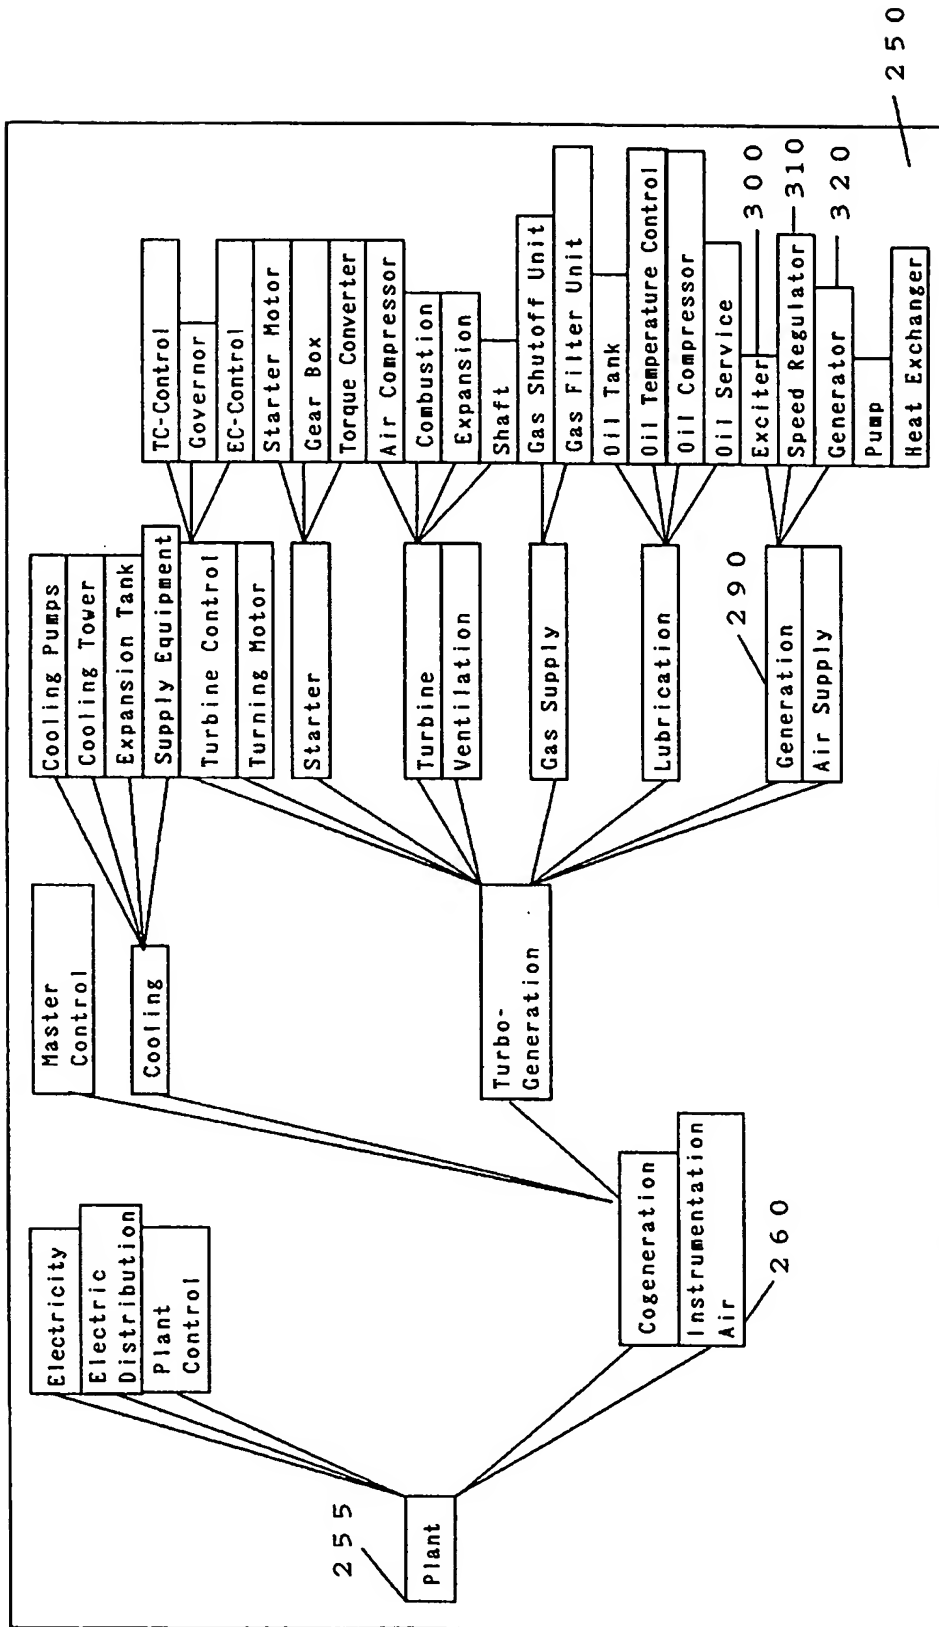 255
Plant
Electricity
Electric
Distribution
Plant
Control
Cogeneration
Instrumentation
Air
260
Master
Control
Cooling
Turbo-
Generation
Cooling Pumps
Cooling Tower
Expansion Tank
Supply Equipment
Turbine Control
Turning Motor
Starter
Turbine
Ventilation
Gas Supply
Lubrication
290
Generation
Air Supply
TC-Control
Governor
EC-Control
Starter Motor
Gear Box
Torque Converter
Air Compressor
Combustion
Expansion
Shaft
Gas Shutoff Unit
Gas Filter Unit
Oil Tank
Oil Temperature Control
Oil Compressor
Oil Service
Exciter
300
Speed Regulator
310
Generator
320
Pump
Heat Exchanger
250